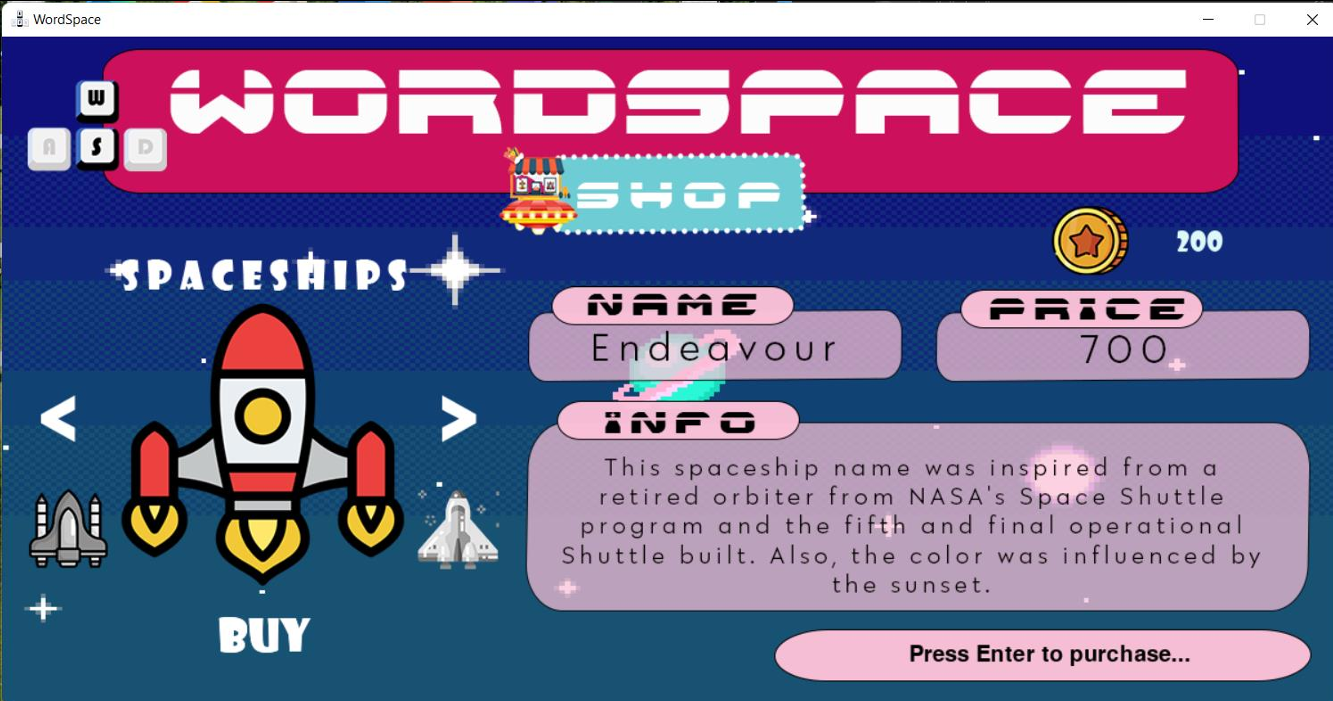 WordSpace
W
A S D
WORDSPACE
SHOP
200
SPACESHIPS
NAME
Endeavour
PRICE
700
< >
INFO
This spaceship name was inspired from a
retired orbiter from NASA's Space Shuttle
program and the fifth and final operational
Shuttle built. Also, the color was influenced by
the sunset.
BUY
Press Enter to purchase...